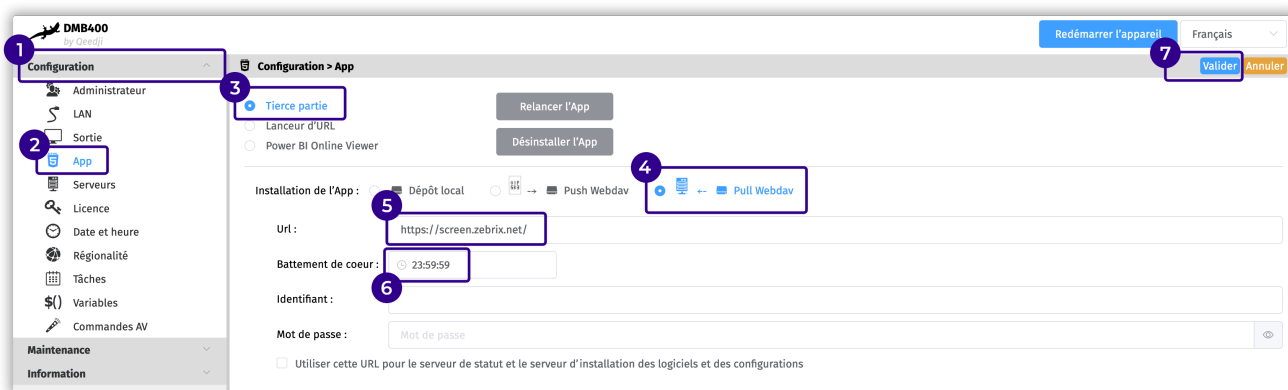 DMB400
by Qeedji
Redémarrer l'appareil
Français
1
Configuration
Configuration > App
7
Valider
Annuler
Administrateur
3
Tierce partie
Relancer l'App
LAN
Lanceur d'URL
Sortie
Power BI Online Viewer
Désinstaller l'App
2
App
4
Serveurs
Installation de l'App :
Dépôt local
→
Push Webdav
←
Pull Webdav
Licence
5
Date et heure
Url :
https://screen.zebrix.net/
Régionalité
Battement de coeur :
23:59:59
Tâches
6
$()
Variables
Identifiant :
Commandes AV
Mot de passe :
Mot de passe
Maintenance
Utiliser cette URL pour le serveur de statut et le serveur d'installation des logiciels et des configurations
Information